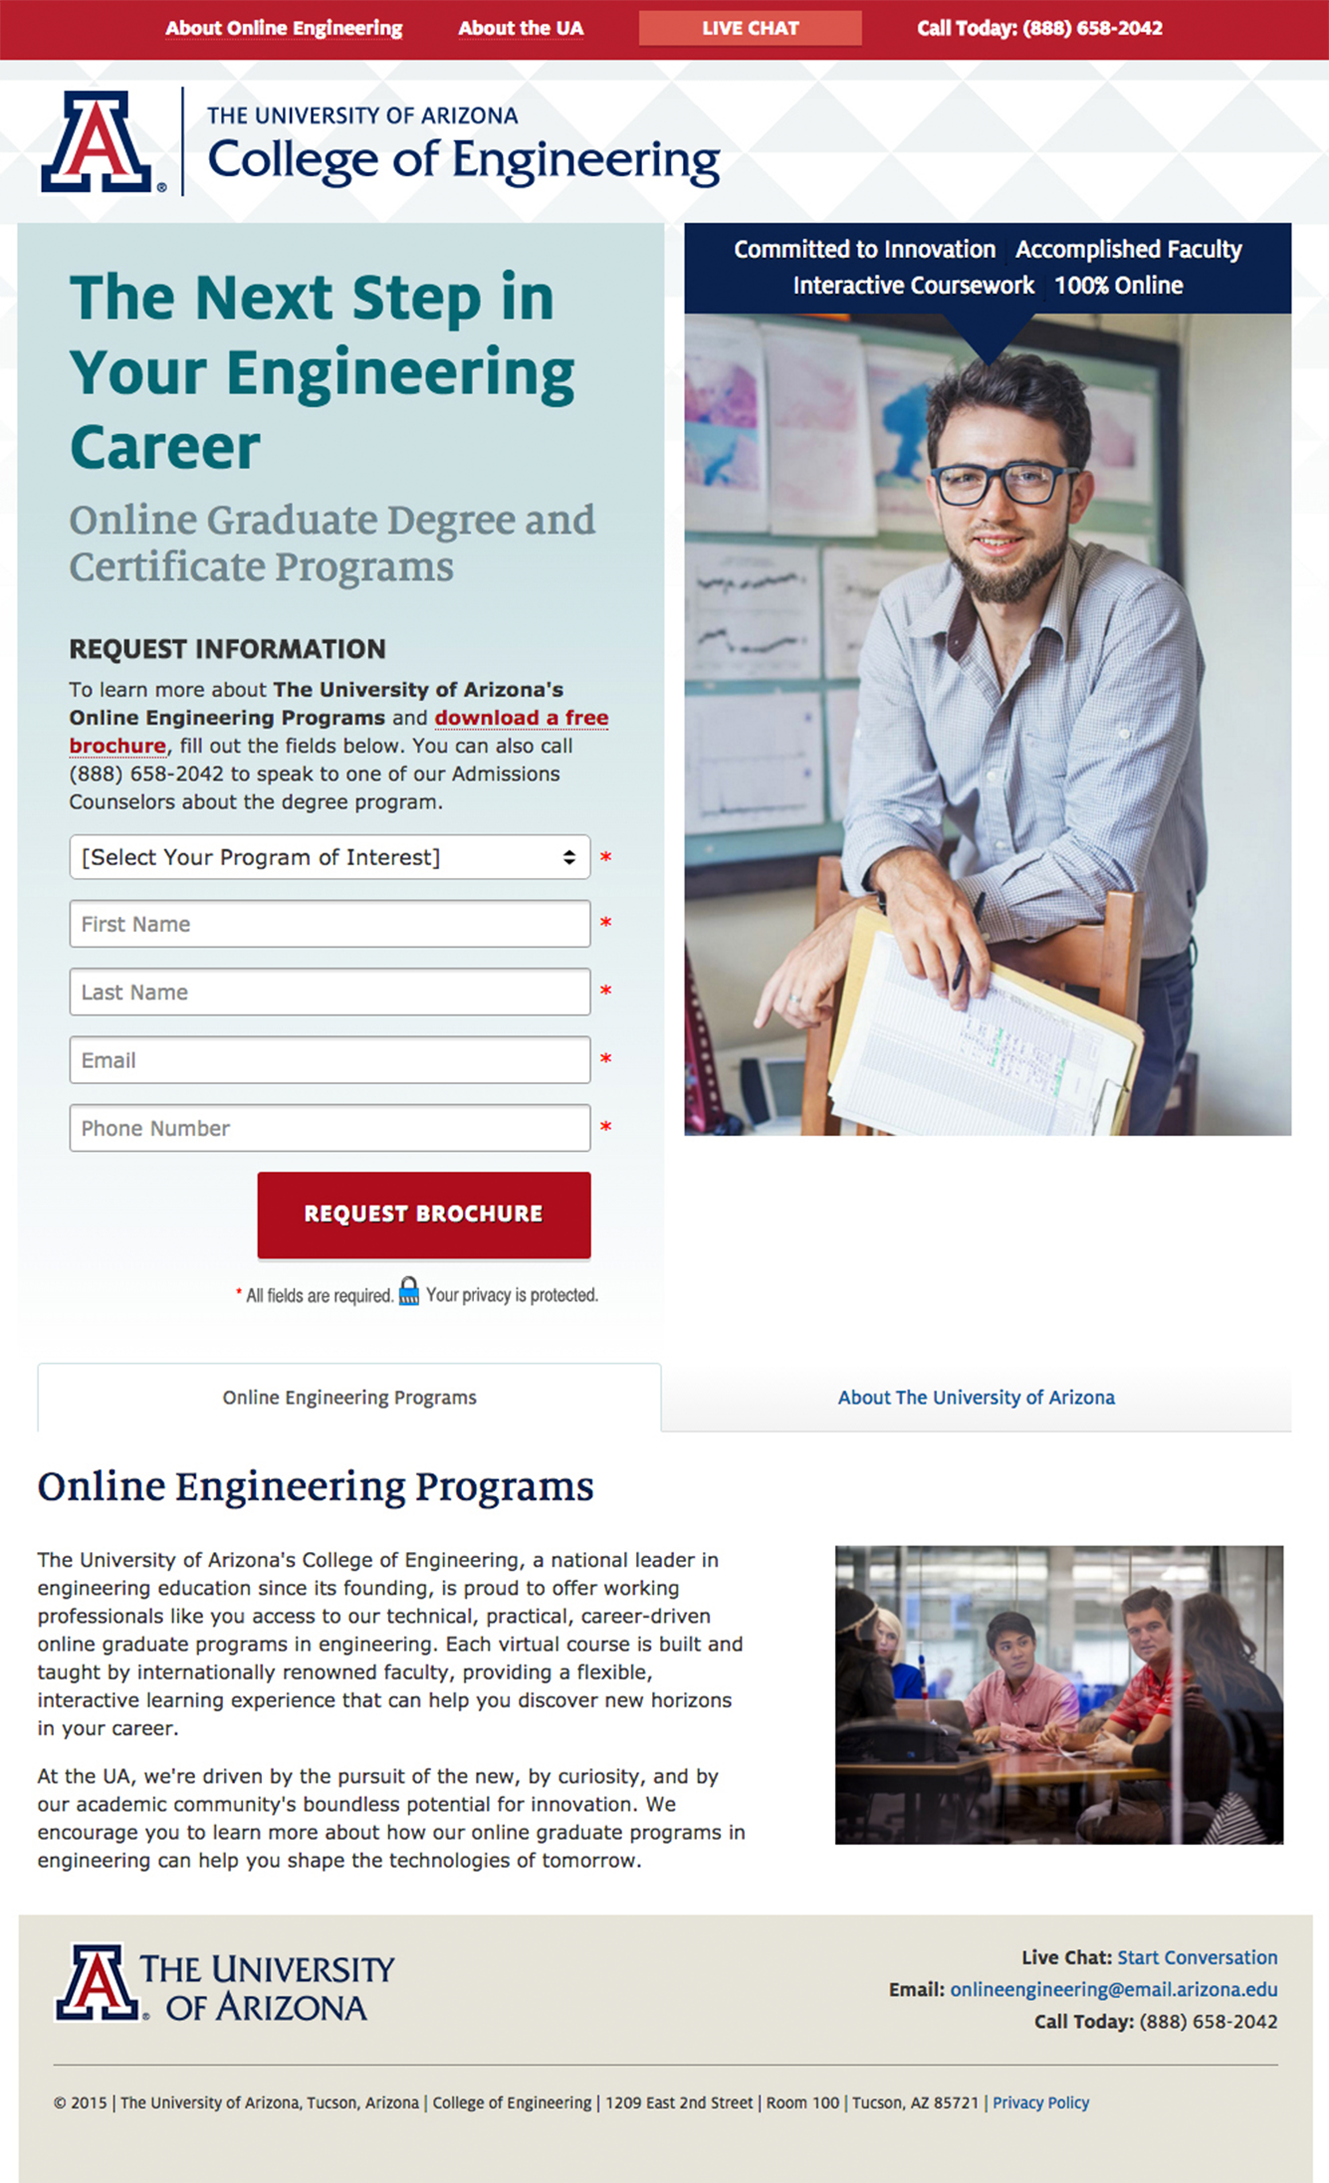 About Online Engineering
About the UA
LIVE CHAT
Call Today: (888) 658-2042
A ®
THE UNIVERSITY OF ARIZONA
College of Engineering
The Next Step in
Your Engineering
Career
Online Graduate Degree and
Certificate Programs
REQUEST INFORMATION
To learn more about The University of Arizona's
Online Engineering Programs and download a free
brochure, fill out the fields below. You can also call
(888) 658-2042 to speak to one of our Admissions
Counselors about the degree program.
[Select Your Program of Interest] *
First Name *
Last Name *
Email *
Phone Number *
REQUEST BROCHURE
* All fields are required. Your privacy is protected.
Committed to Innovation Accomplished Faculty
Interactive Coursework 100% Online
Online Engineering Programs
About The University of Arizona
Online Engineering Programs
The University of Arizona's College of Engineering, a national leader in
engineering education since its founding, is proud to offer working
professionals like you access to our technical, practical, career-driven
online graduate programs in engineering. Each virtual course is built and
taught by internationally renowned faculty, providing a flexible,
interactive learning experience that can help you discover new horizons
in your career.
At the UA, we're driven by the pursuit of the new, by curiosity, and by
our academic community's boundless potential for innovation. We
encourage you to learn more about how our online graduate programs in
engineering can help you shape the technologies of tomorrow.
A ®
THE UNIVERSITY
OF ARIZONA
Live Chat: Start Conversation
Email: onlineengineering@email.arizona.edu
Call Today: (888) 658-2042
© 2015 | The University of Arizona, Tucson, Arizona | College of Engineering | 1209 East 2nd Street | Room 100 | Tucson, AZ 85721 | Privacy Policy